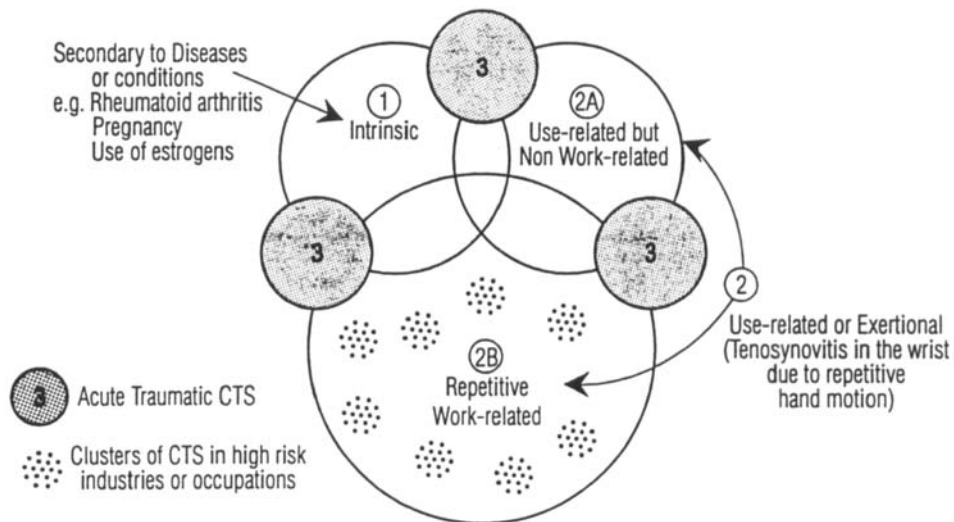 Secondary to Diseases
or conditions
e.g. Rheumatoid arthritis
Pregnancy
Use of estrogens
1
Intrinsic
3
2A
Use-related but
Non Work-related
3
3
2
Use-related or Exertional
(Tenosynovitis in the wrist
due to repetitive
hand motion)
2B
Repetitive
Work-related
3 Acute Traumatic CTS
Clusters of CTS in high risk
industries or occupations